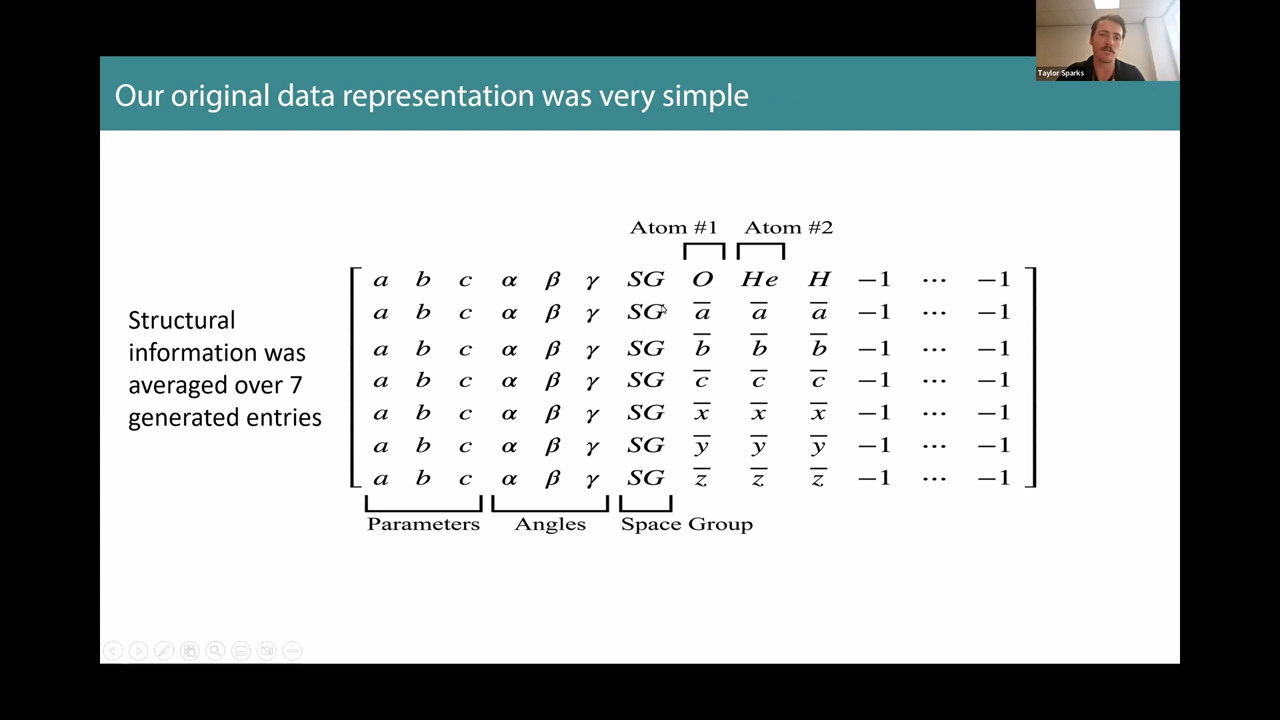 Taylor Sparks
Our original data representation was very simple
Atom #1 Atom #2
Structural
information was
averaged over 7
generated entries
a b c α β γ SG O He H −1 ⋯ −1
a b c α β γ SG a̅ a̅ a̅ −1 ⋯ −1
a b c α β γ SG b̅ b̅ b̅ −1 ⋯ −1
a b c α β γ SG c̅ c̅ c̅ −1 ⋯ −1
a b c α β γ SG x̅ x̅ x̅ −1 ⋯ −1
a b c α β γ SG y̅ y̅ y̅ −1 ⋯ −1
a b c α β γ SG z̅ z̅ z̅ −1 ⋯ −1
Parameters Angles Space Group